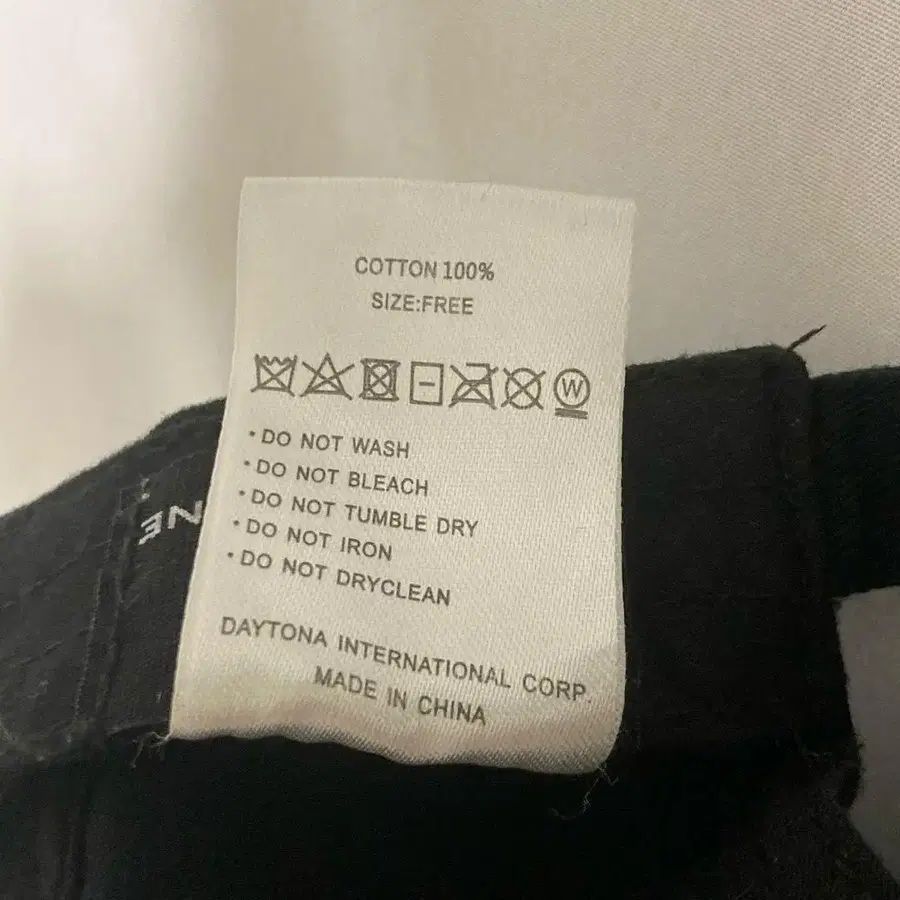 COTTON 100%
SIZE:FREE
W
• DO NOT WASH
• DO NOT BLEACH
• DO NOT TUMBLE DRY
• DO NOT IRON
• DO NOT DRYCLEAN
DAYTONA INTERNATIONAL CORP.
MADE IN CHINA